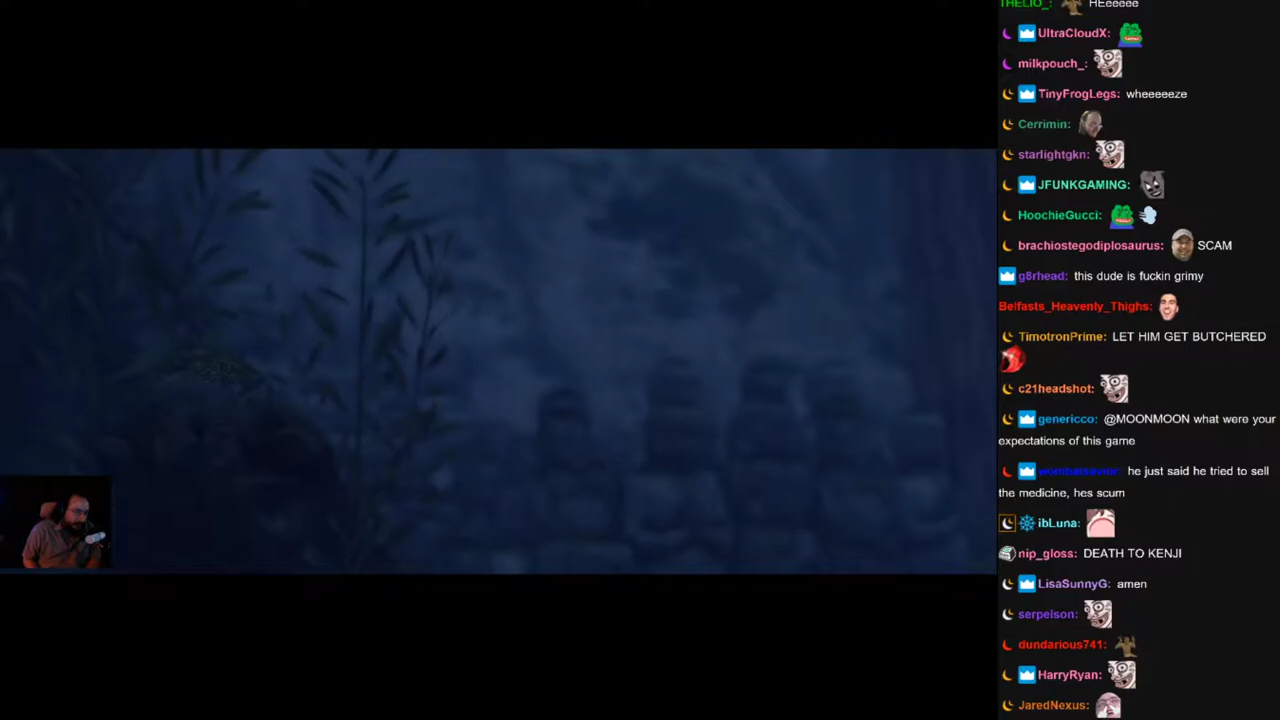 THELIO_: HEeeeee
UltraCloudX:
milkpouch_:
TinyFrogLegs: wheeeeeze
Cerrimin:
starlightgkn:
JFUNKGAMING:
HoochieGucci:
brachiostegodiplosaurus: SCAM
g8rhead: this dude is fuckin grimy
Belfasts_Heavenly_Thighs:
TimotronPrime: LET HIM GET BUTCHERED
c21headshot:
genericco: @MOONMOON what were your
expectations of this game
wombatsavior: he just said he tried to sell
the medicine, hes scum
ibLuna:
nip_gloss: DEATH TO KENJI
LisaSunnyG: amen
serpelson:
dundarious741:
HarryRyan:
JaredNexus: